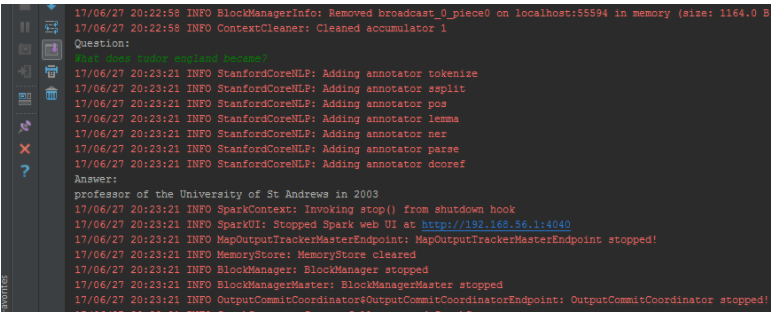 17/06/27 20:22:58 INFO BlockManagerInfo: Removed broadcast_0_piece0 on localhost:55594 in memory (size: 1164.0 B
17/06/27 20:22:58 INFO ContextCleaner: Cleaned accumulator 1
Question:
What does tudor england became?
17/06/27 20:23:21 INFO StanfordCoreNLP: Adding annotator tokenize
17/06/27 20:23:21 INFO StanfordCoreNLP: Adding annotator ssplit
17/06/27 20:23:21 INFO StanfordCoreNLP: Adding annotator pos
17/06/27 20:23:21 INFO StanfordCoreNLP: Adding annotator lemma
17/06/27 20:23:21 INFO StanfordCoreNLP: Adding annotator ner
17/06/27 20:23:21 INFO StanfordCoreNLP: Adding annotator parse
17/06/27 20:23:21 INFO StanfordCoreNLP: Adding annotator dcoref
Answer:
professor of the University of St Andrews in 2003
17/06/27 20:23:21 INFO SparkContext: Invoking stop() from shutdown hook
17/06/27 20:23:21 INFO SparkUI: Stopped Spark web UI at http://192.168.56.1:4040
17/06/27 20:23:21 INFO MapOutputTrackerMasterEndpoint: MapOutputTrackerMasterEndpoint stopped!
17/06/27 20:23:21 INFO MemoryStore: MemoryStore cleared
17/06/27 20:23:21 INFO BlockManager: BlockManager stopped
17/06/27 20:23:21 INFO BlockManagerMaster: BlockManagerMaster stopped
17/06/27 20:23:21 INFO OutputCommitCoordinator$OutputCommitCoordinatorEndpoint: OutputCommitCoordinator stopped!
avorites